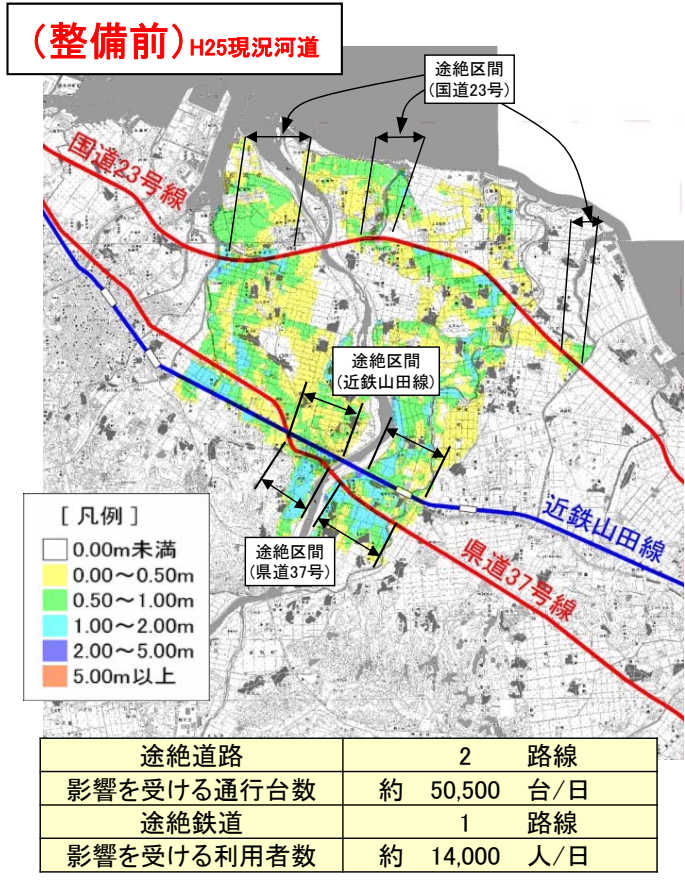 (整備前)H25現況河道
途絶区間
(国道23号)
国道23号線
途絶区間
(近鉄山田線)
[ 凡例 ]
0.00m未満
0.00～0.50m
0.50～1.00m
1.00～2.00m
2.00～5.00m
5.00m以上
途絶区間
(県道37号)
近鉄山田線
県道37号線
途絶道路 2 路線
影響を受ける通行台数 約 50,500 台/日
途絶鉄道 1 路線
影響を受ける利用者数 約 14,000 人/日